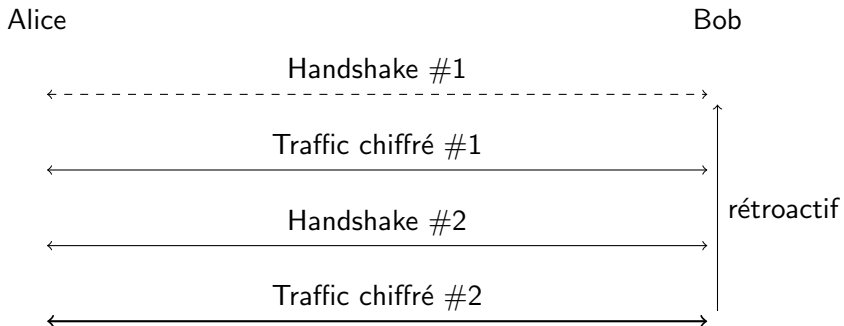 Alice
Bob
Handshake #1
Traffic chiffré #1
Handshake #2
rétroactif
Traffic chiffré #2